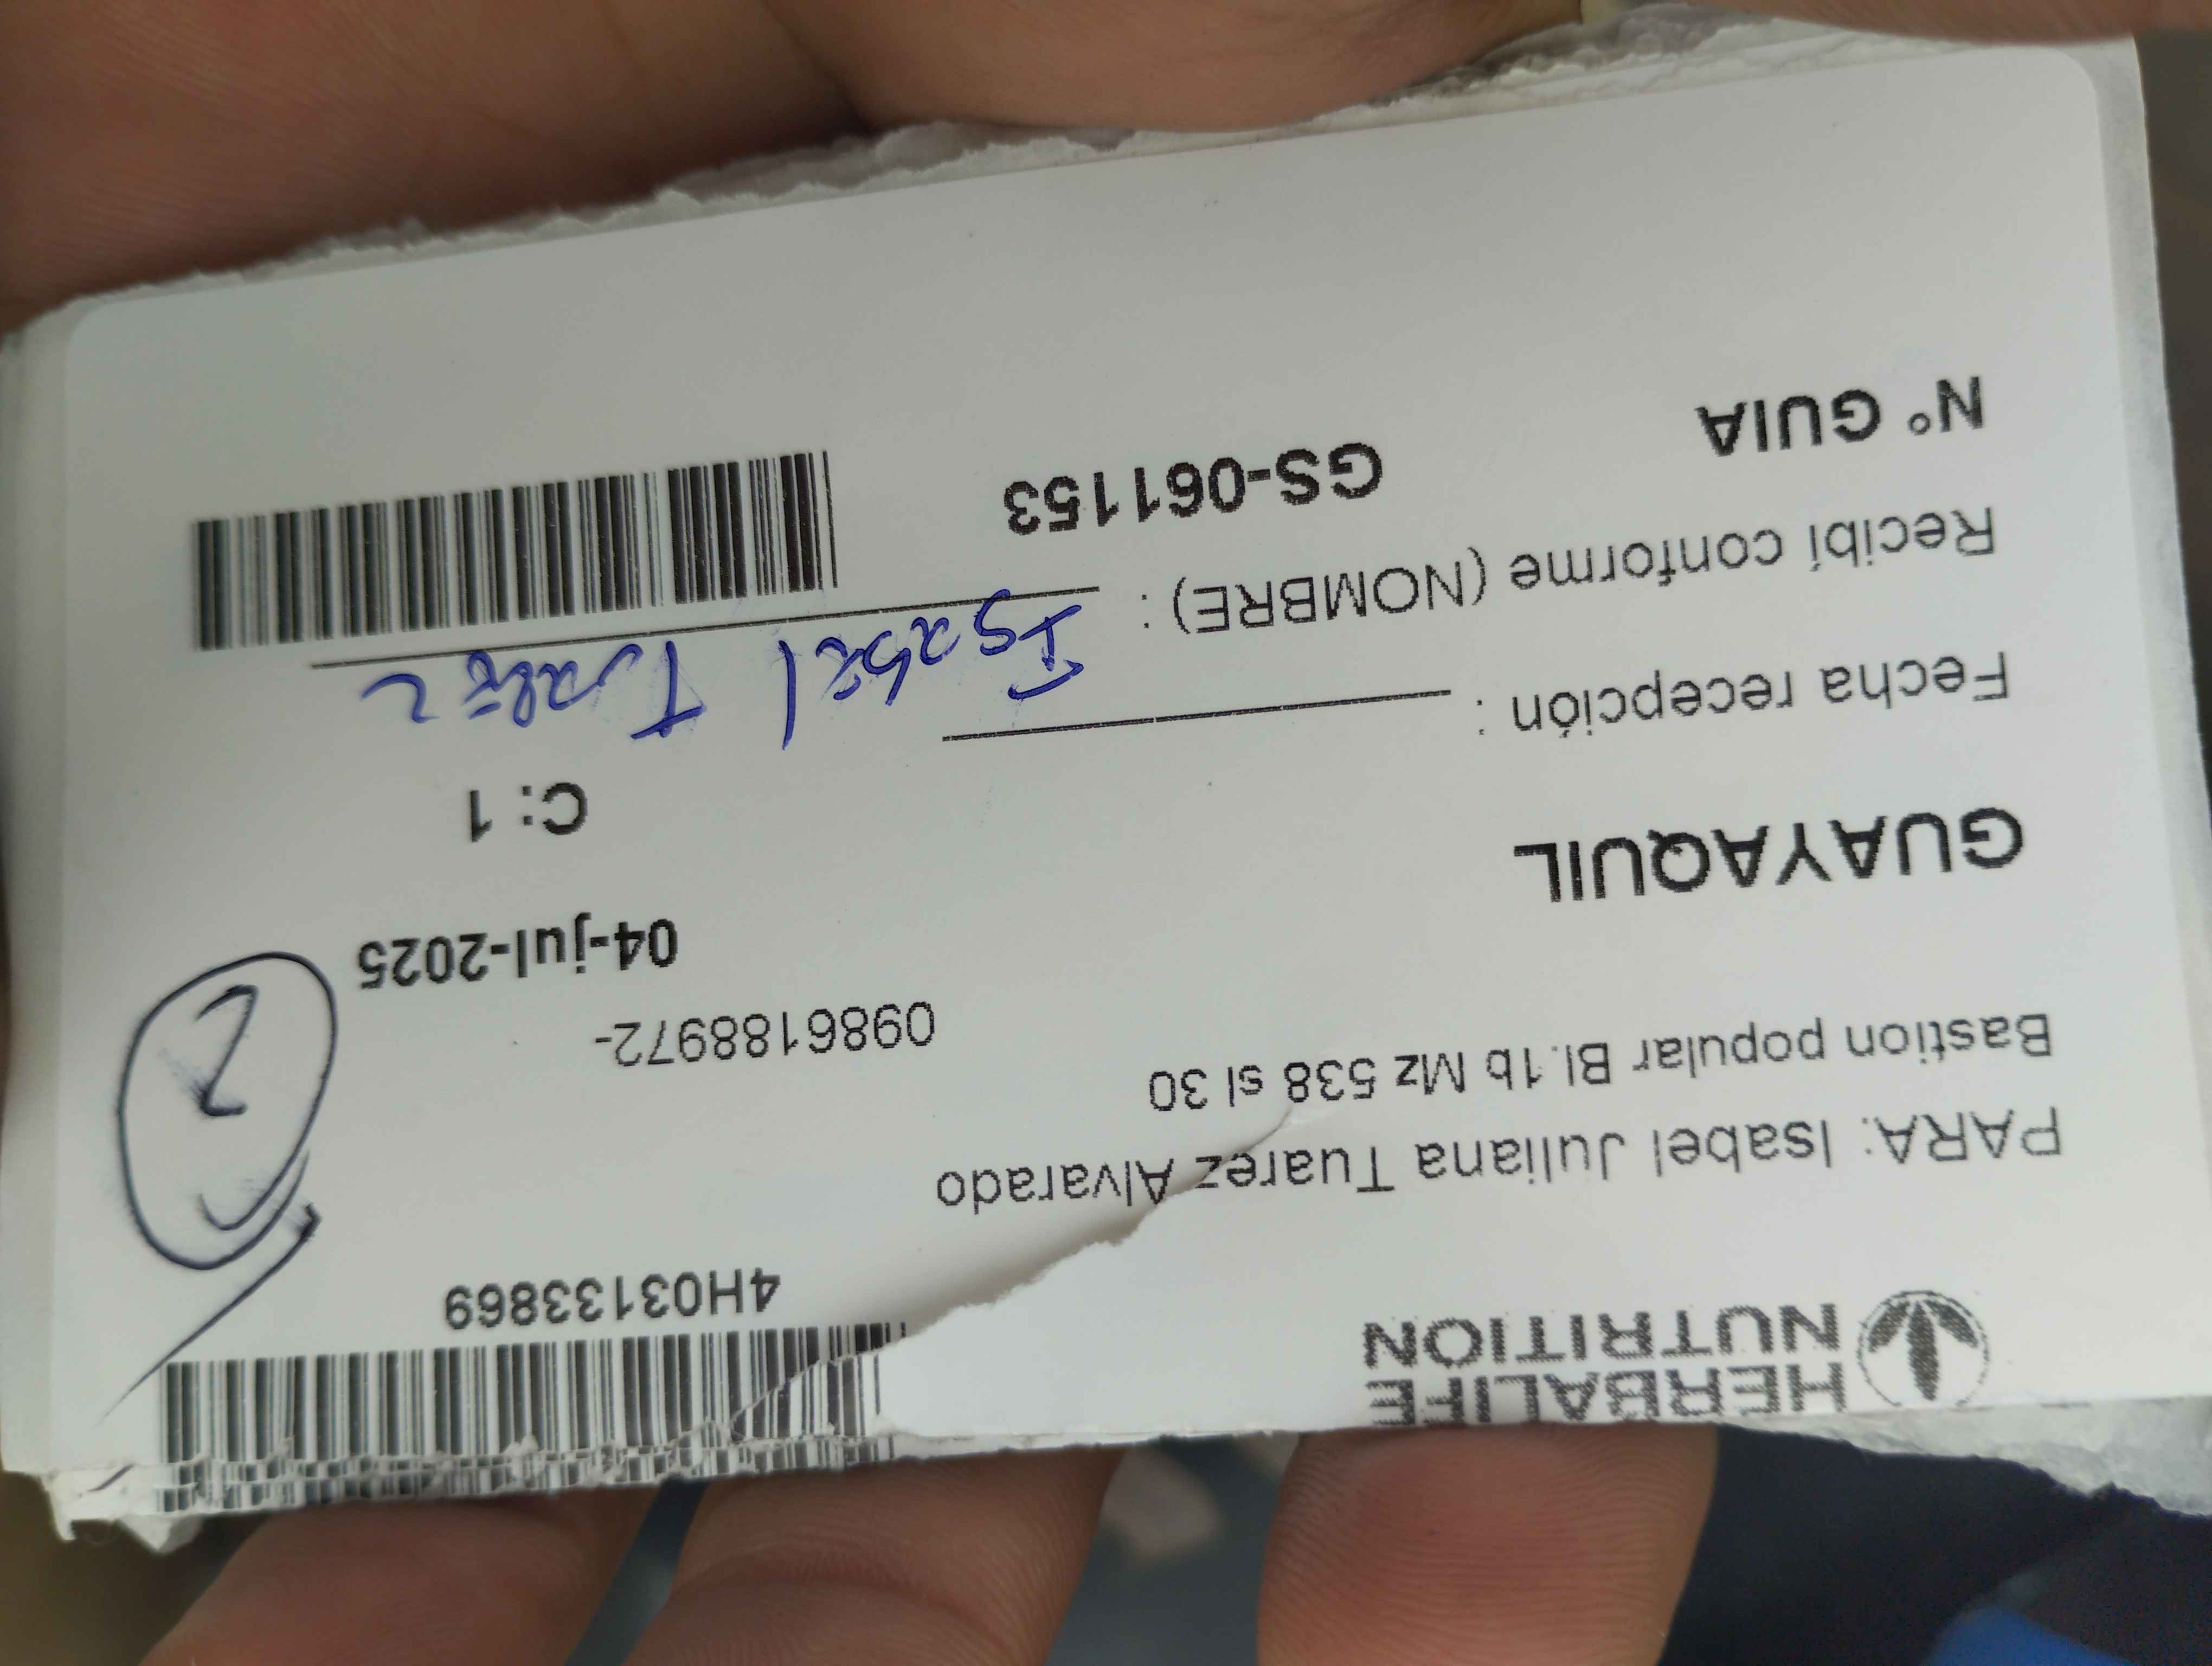 HERBALIFE
NUTRITION
4H03133869
PARA: Isabel Juliana Tuarez Alvarado
Bastion popular Bl.1b Mz 538 sl 30
0986188972-
2
04-jul-2025
GUAYAQUIL
C: 1
Fecha recepción :
Recibí conforme (NOMBRE) : Isabel Tuarez
N° GUIA GS-061153